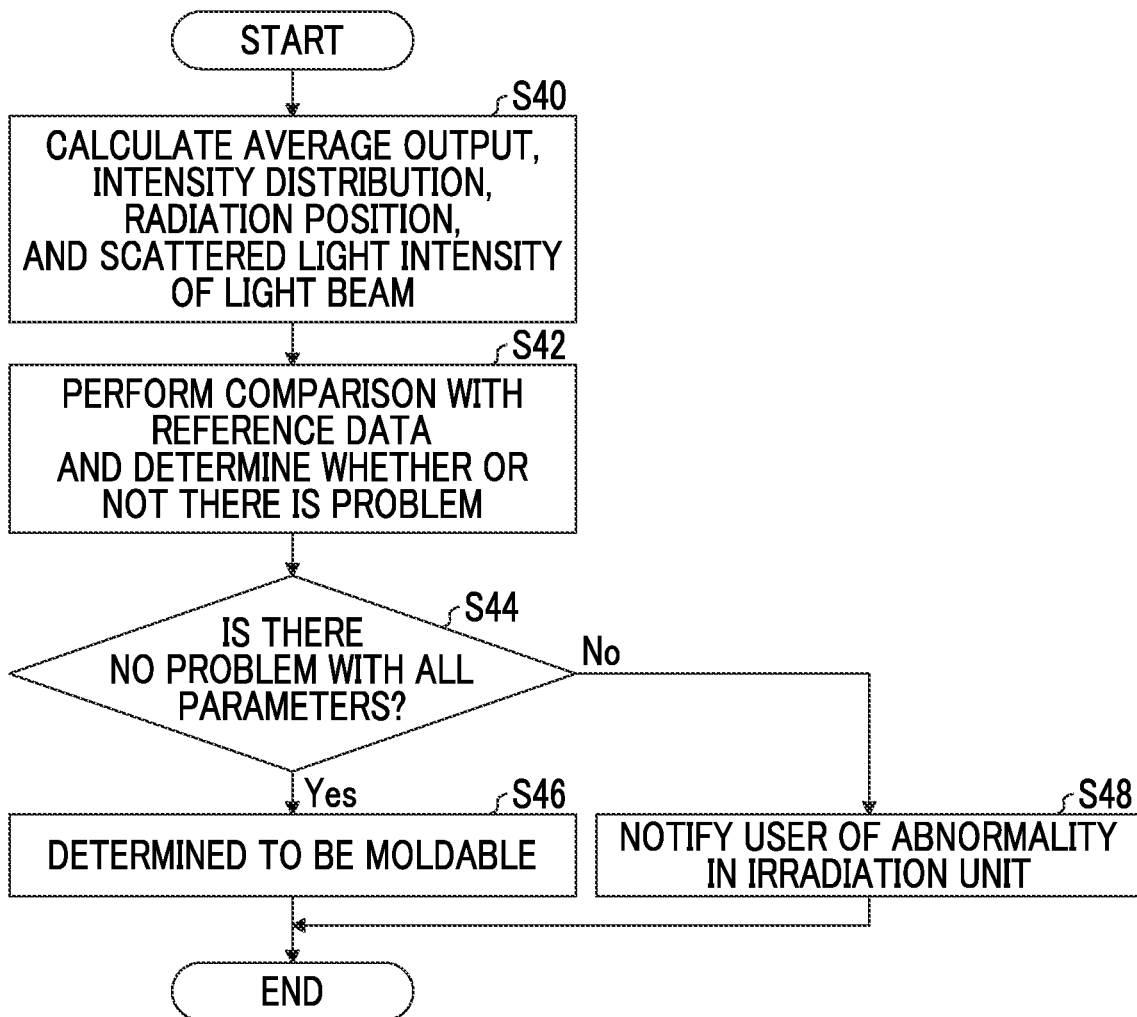 START
S40
CALCULATE AVERAGE OUTPUT,
INTENSITY DISTRIBUTION,
RADIATION POSITION,
AND SCATTERED LIGHT INTENSITY
OF LIGHT BEAM
S42
PERFORM COMPARISON WITH
REFERENCE DATA
AND DETERMINE WHETHER OR
NOT THERE IS PROBLEM
S44
IS THERE
NO PROBLEM WITH ALL
PARAMETERS?
No
Yes
S46
DETERMINED TO BE MOLDABLE
S48
NOTIFY USER OF ABNORMALITY
IN IRRADIATION UNIT
END